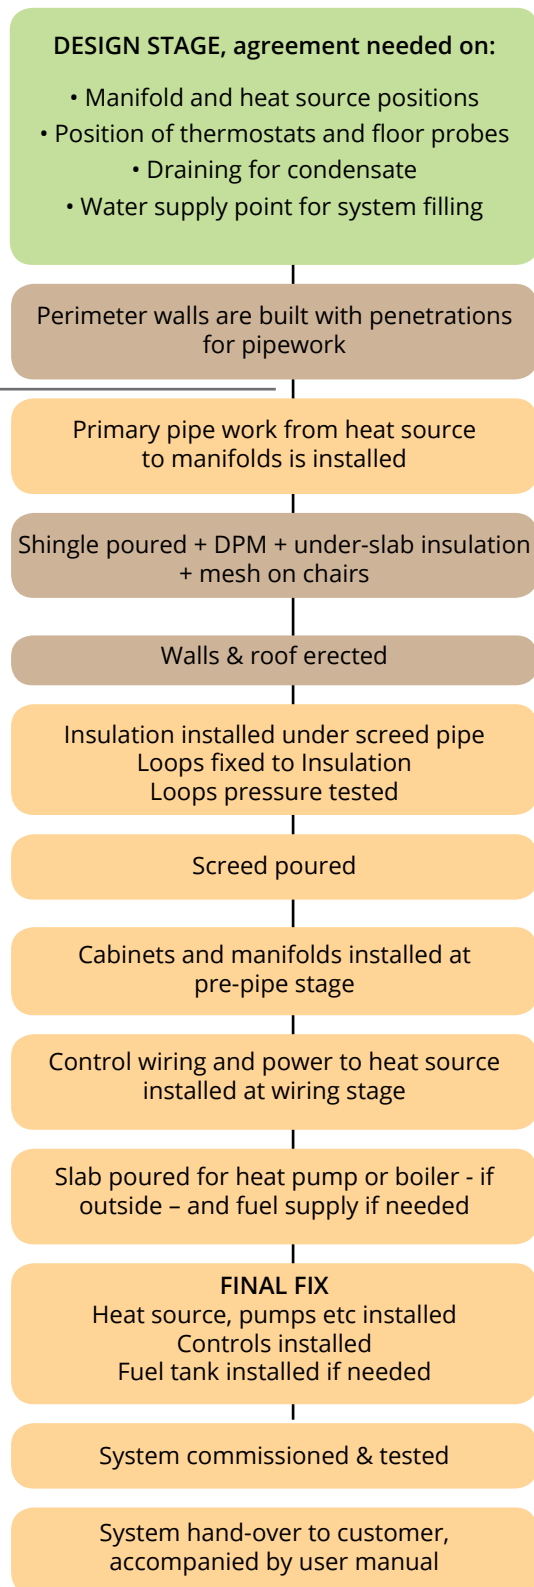 DESIGN STAGE, agreement needed on:
• Manifold and heat source positions
• Position of thermostats and floor probes
• Draining for condensate
• Water supply point for system filling
Perimeter walls are built with penetrations
for pipework
Primary pipe work from heat source
to manifolds is installed
Shingle poured + DPM + under-slab insulation
+ mesh on chairs
Walls & roof erected
Insulation installed under screed pipe
Loops fixed to Insulation
Loops pressure tested
Screed poured
Cabinets and manifolds installed at
pre-pipe stage
Control wiring and power to heat source
installed at wiring stage
Slab poured for heat pump or boiler - if
outside – and fuel supply if needed
FINAL FIX
Heat source, pumps etc installed
Controls installed
Fuel tank installed if needed
System commissioned & tested
System hand-over to customer,
accompanied by user manual